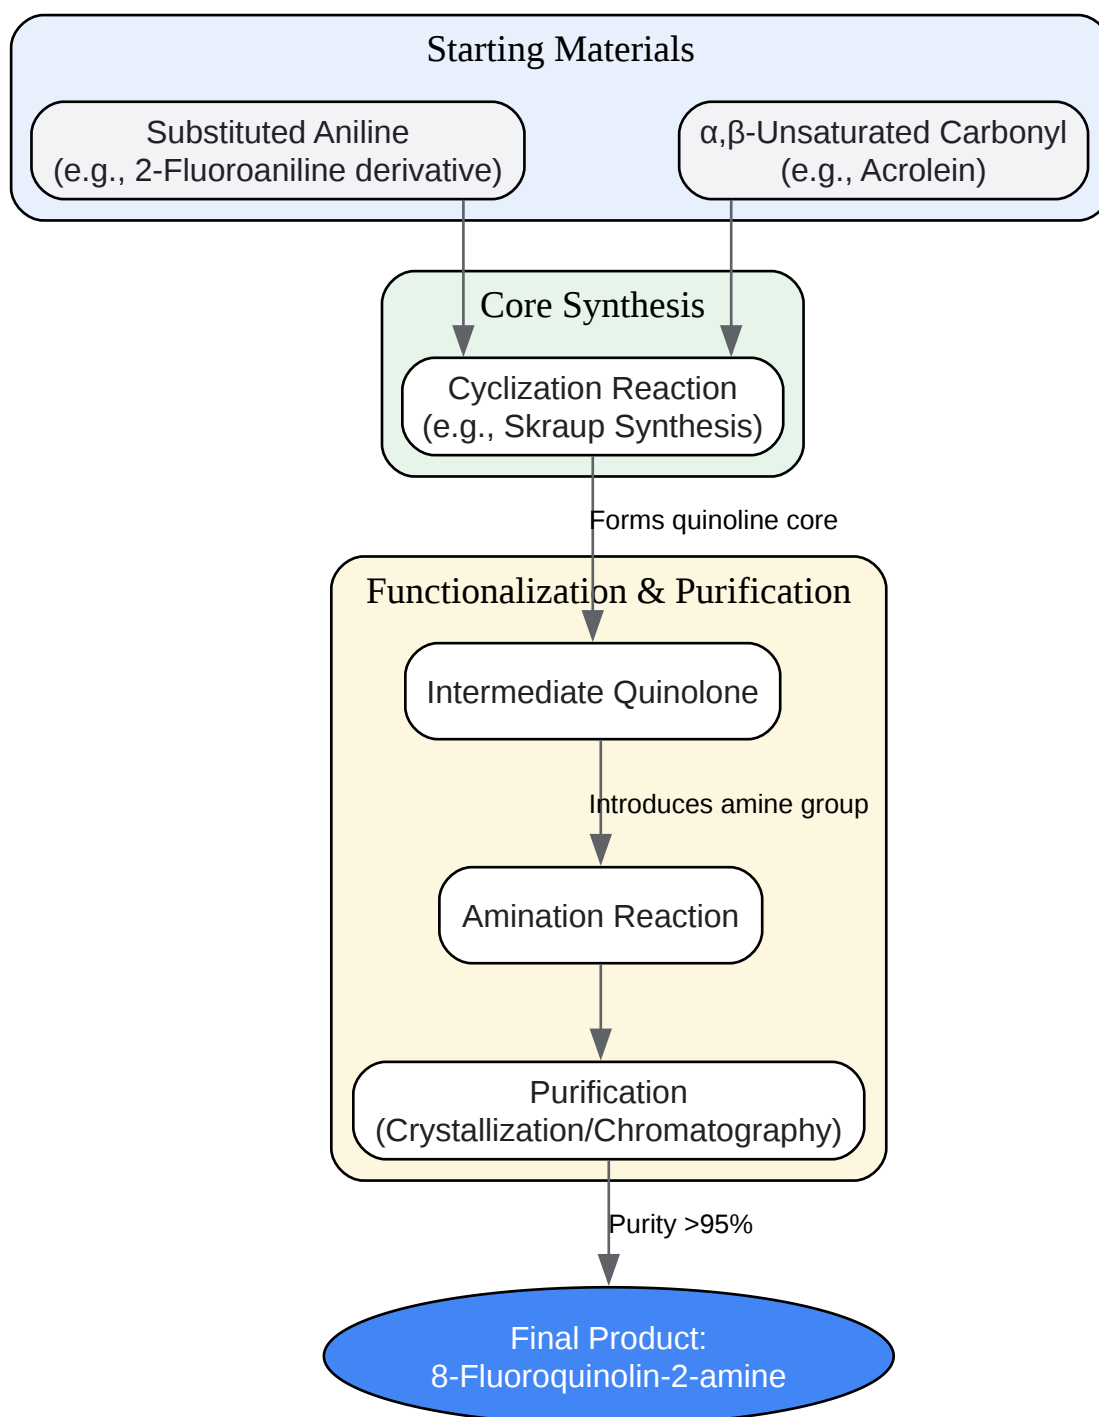 Starting Materials
Substituted Aniline
(e.g., 2-Fluoroaniline derivative)
α,β-Unsaturated Carbonyl
(e.g., Acrolein)
Core Synthesis
Cyclization Reaction
(e.g., Skraup Synthesis)
Forms quinoline core
Functionalization & Purification
Intermediate Quinolone
Introduces amine group
Amination Reaction
Purification
(Crystallization/Chromatography)
Purity >95%
Final Product:
8-Fluoroquinolin-2-amine